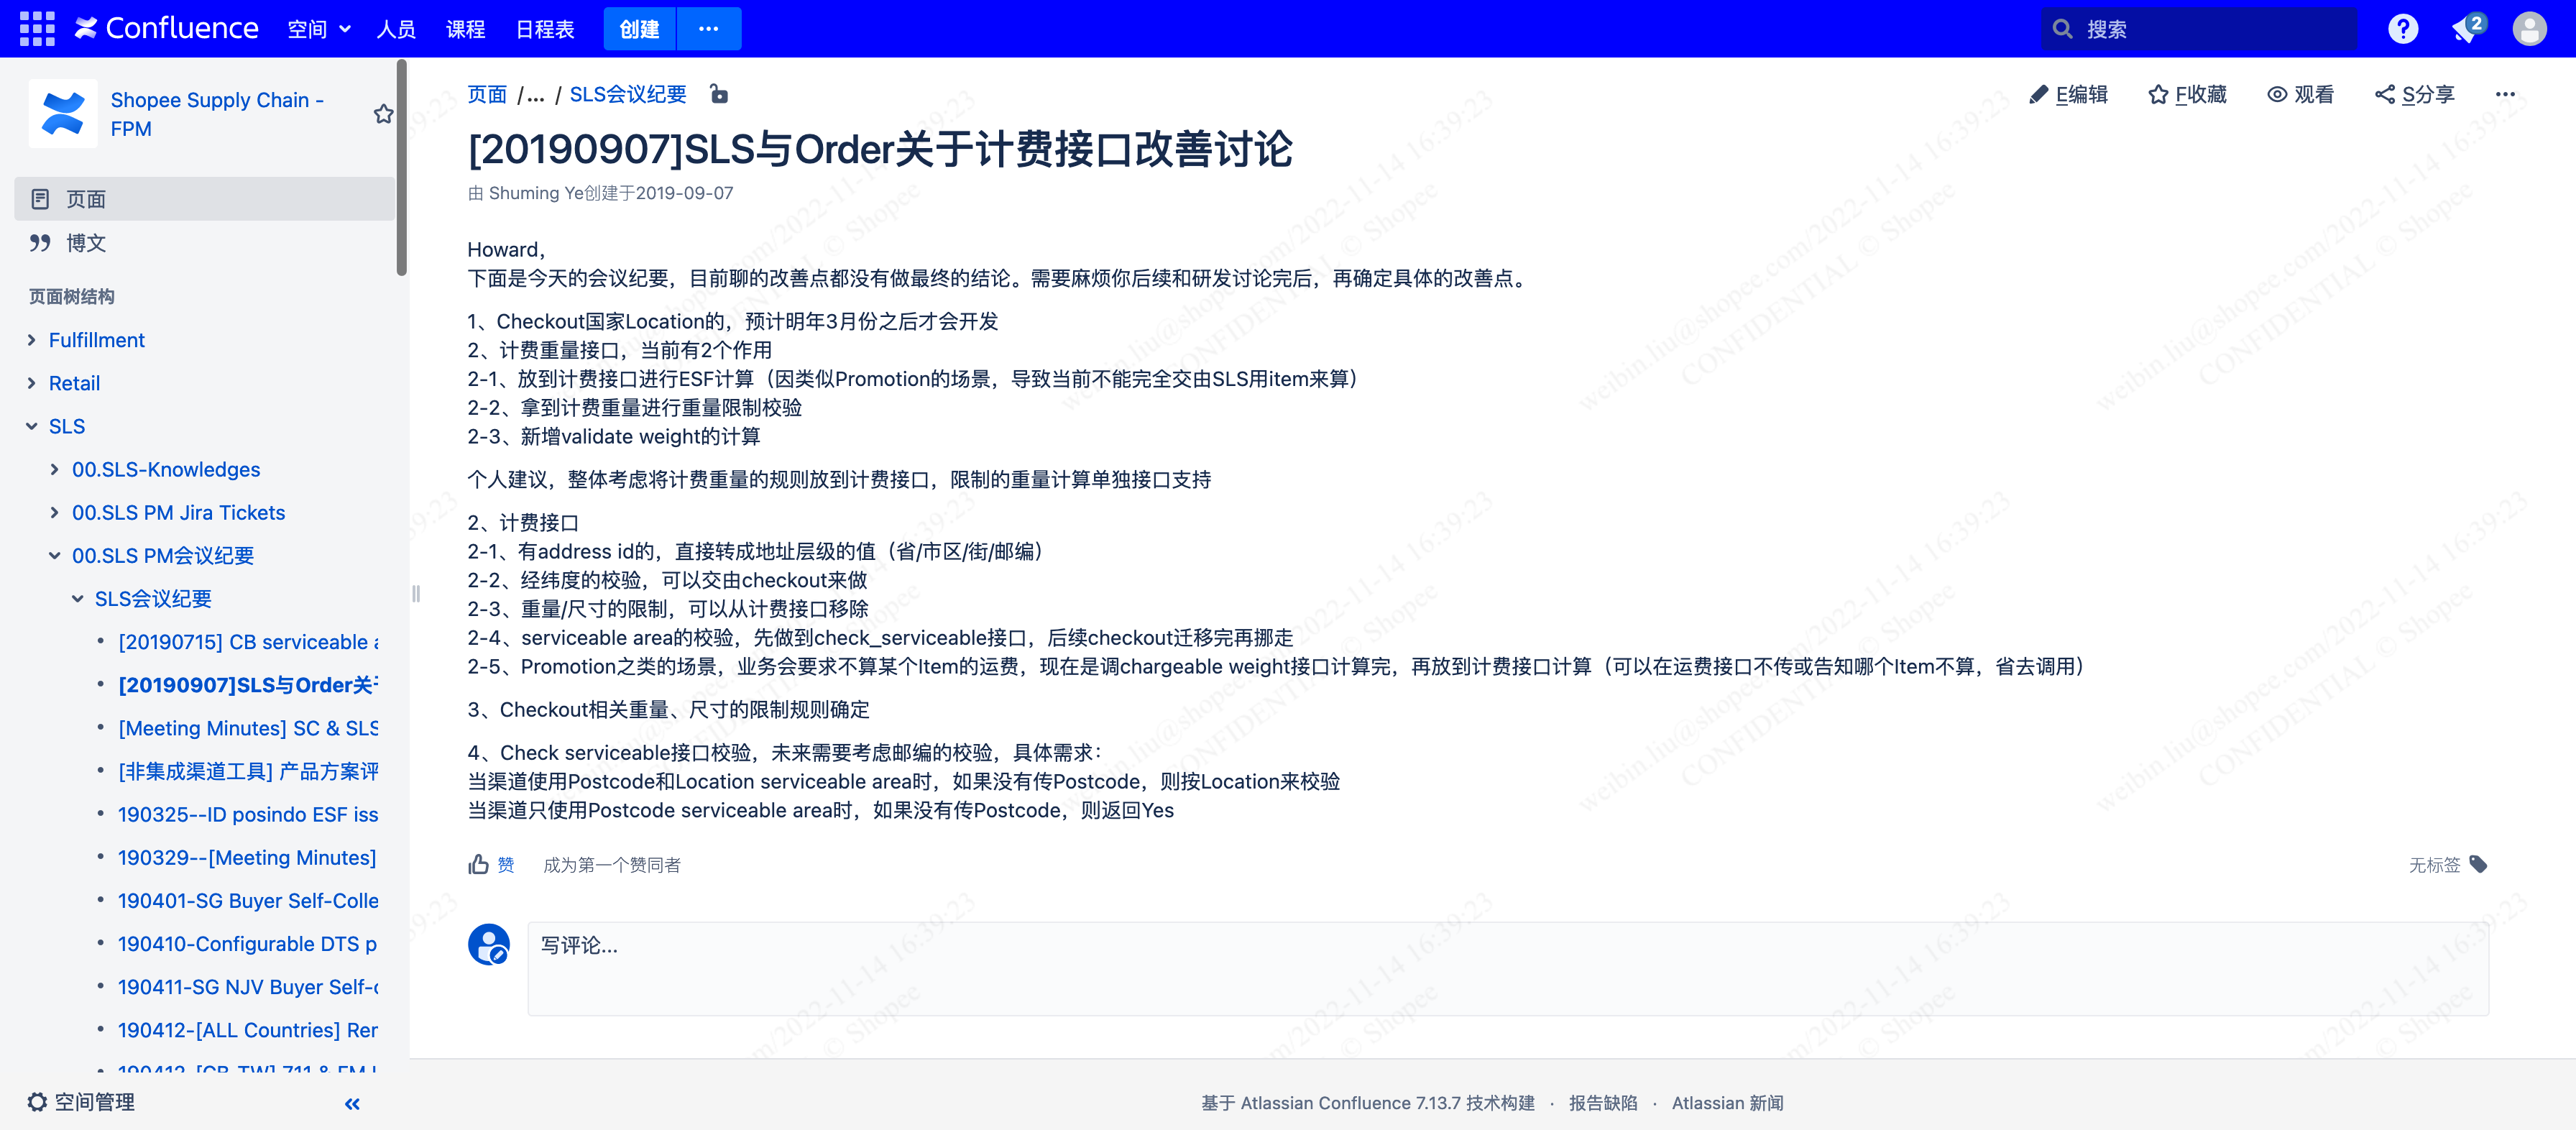 Confluence 空间 人员 课程 日程表 创建 ··· 搜索 2
Shopee Supply Chain -
FPM
页面
博文
页面树结构
Fulfillment
Retail
SLS
00.SLS-Knowledges
00.SLS PM Jira Tickets
00.SLS PM会议纪要
SLS会议纪要
[20190715] CB serviceable
[20190907]SLS与Order关于
[Meeting Minutes] SC & SLS
[非集成渠道工具] 产品方案评
190325--ID posindo ESF iss
190329--[Meeting Minutes]
190401-SG Buyer Self-Colle
190410-Configurable DTS p
190411-SG NJV Buyer Self-c
190412-[ALL Countries] Rer
空间管理
页面 /... / SLS会议纪要
E编辑 F收藏 观看 S分享 ···
[20190907]SLS与Order关于计费接口改善讨论
由 Shuming Ye创建于2019-09-07
Howard,
下面是今天的会议纪要，目前聊的改善点都没有做最终的结论。需要麻烦你后续和研发讨论完后，再确定具体的改善点。
1、Checkout国家Location的，预计明年3月份之后才会开发
2、计费重量接口，当前有2个作用
2-1、放到计费接口进行ESF计算（因类似Promotion的场景，导致当前不能完全交由SLS用item来算）
2-2、拿到计费重量进行重量限制校验
2-3、新增validate weight的计算
个人建议，整体考虑将计费重量的规则放到计费接口，限制的重量计算单独接口支持
2、计费接口
2-1、有address id的，直接转成地址层级的值（省/市区/街/邮编）
2-2、经纬度的校验，可以交由checkout来做
2-3、重量/尺寸的限制，可以从计费接口移除
2-4、serviceable area的校验，先做到check_serviceable接口，后续checkout迁移完再挪走
2-5、Promotion之类的场景，业务会要求不算某个Item的运费，现在是调chargeable weight接口计算完，再放到计费接口计算（可以在运费接口不传或告知哪个Item不算，省去调用）
3、Checkout相关重量、尺寸的限制规则确定
4、Check serviceable接口校验，未来需要考虑邮编的校验，具体需求：
当渠道使用Postcode和Location serviceable area时，如果没有传Postcode，则按Location来校验
当渠道只使用Postcode serviceable area时，如果没有传Postcode，则返回Yes
赞 成为第一个赞同者
无标签
写评论...
基于 Atlassian Confluence 7.13.7 技术构建 · 报告缺陷 · Atlassian 新闻
weibin.liu@shopee.com/2022-11-14 16:39:23
CONFIDENTIAL © Shopee